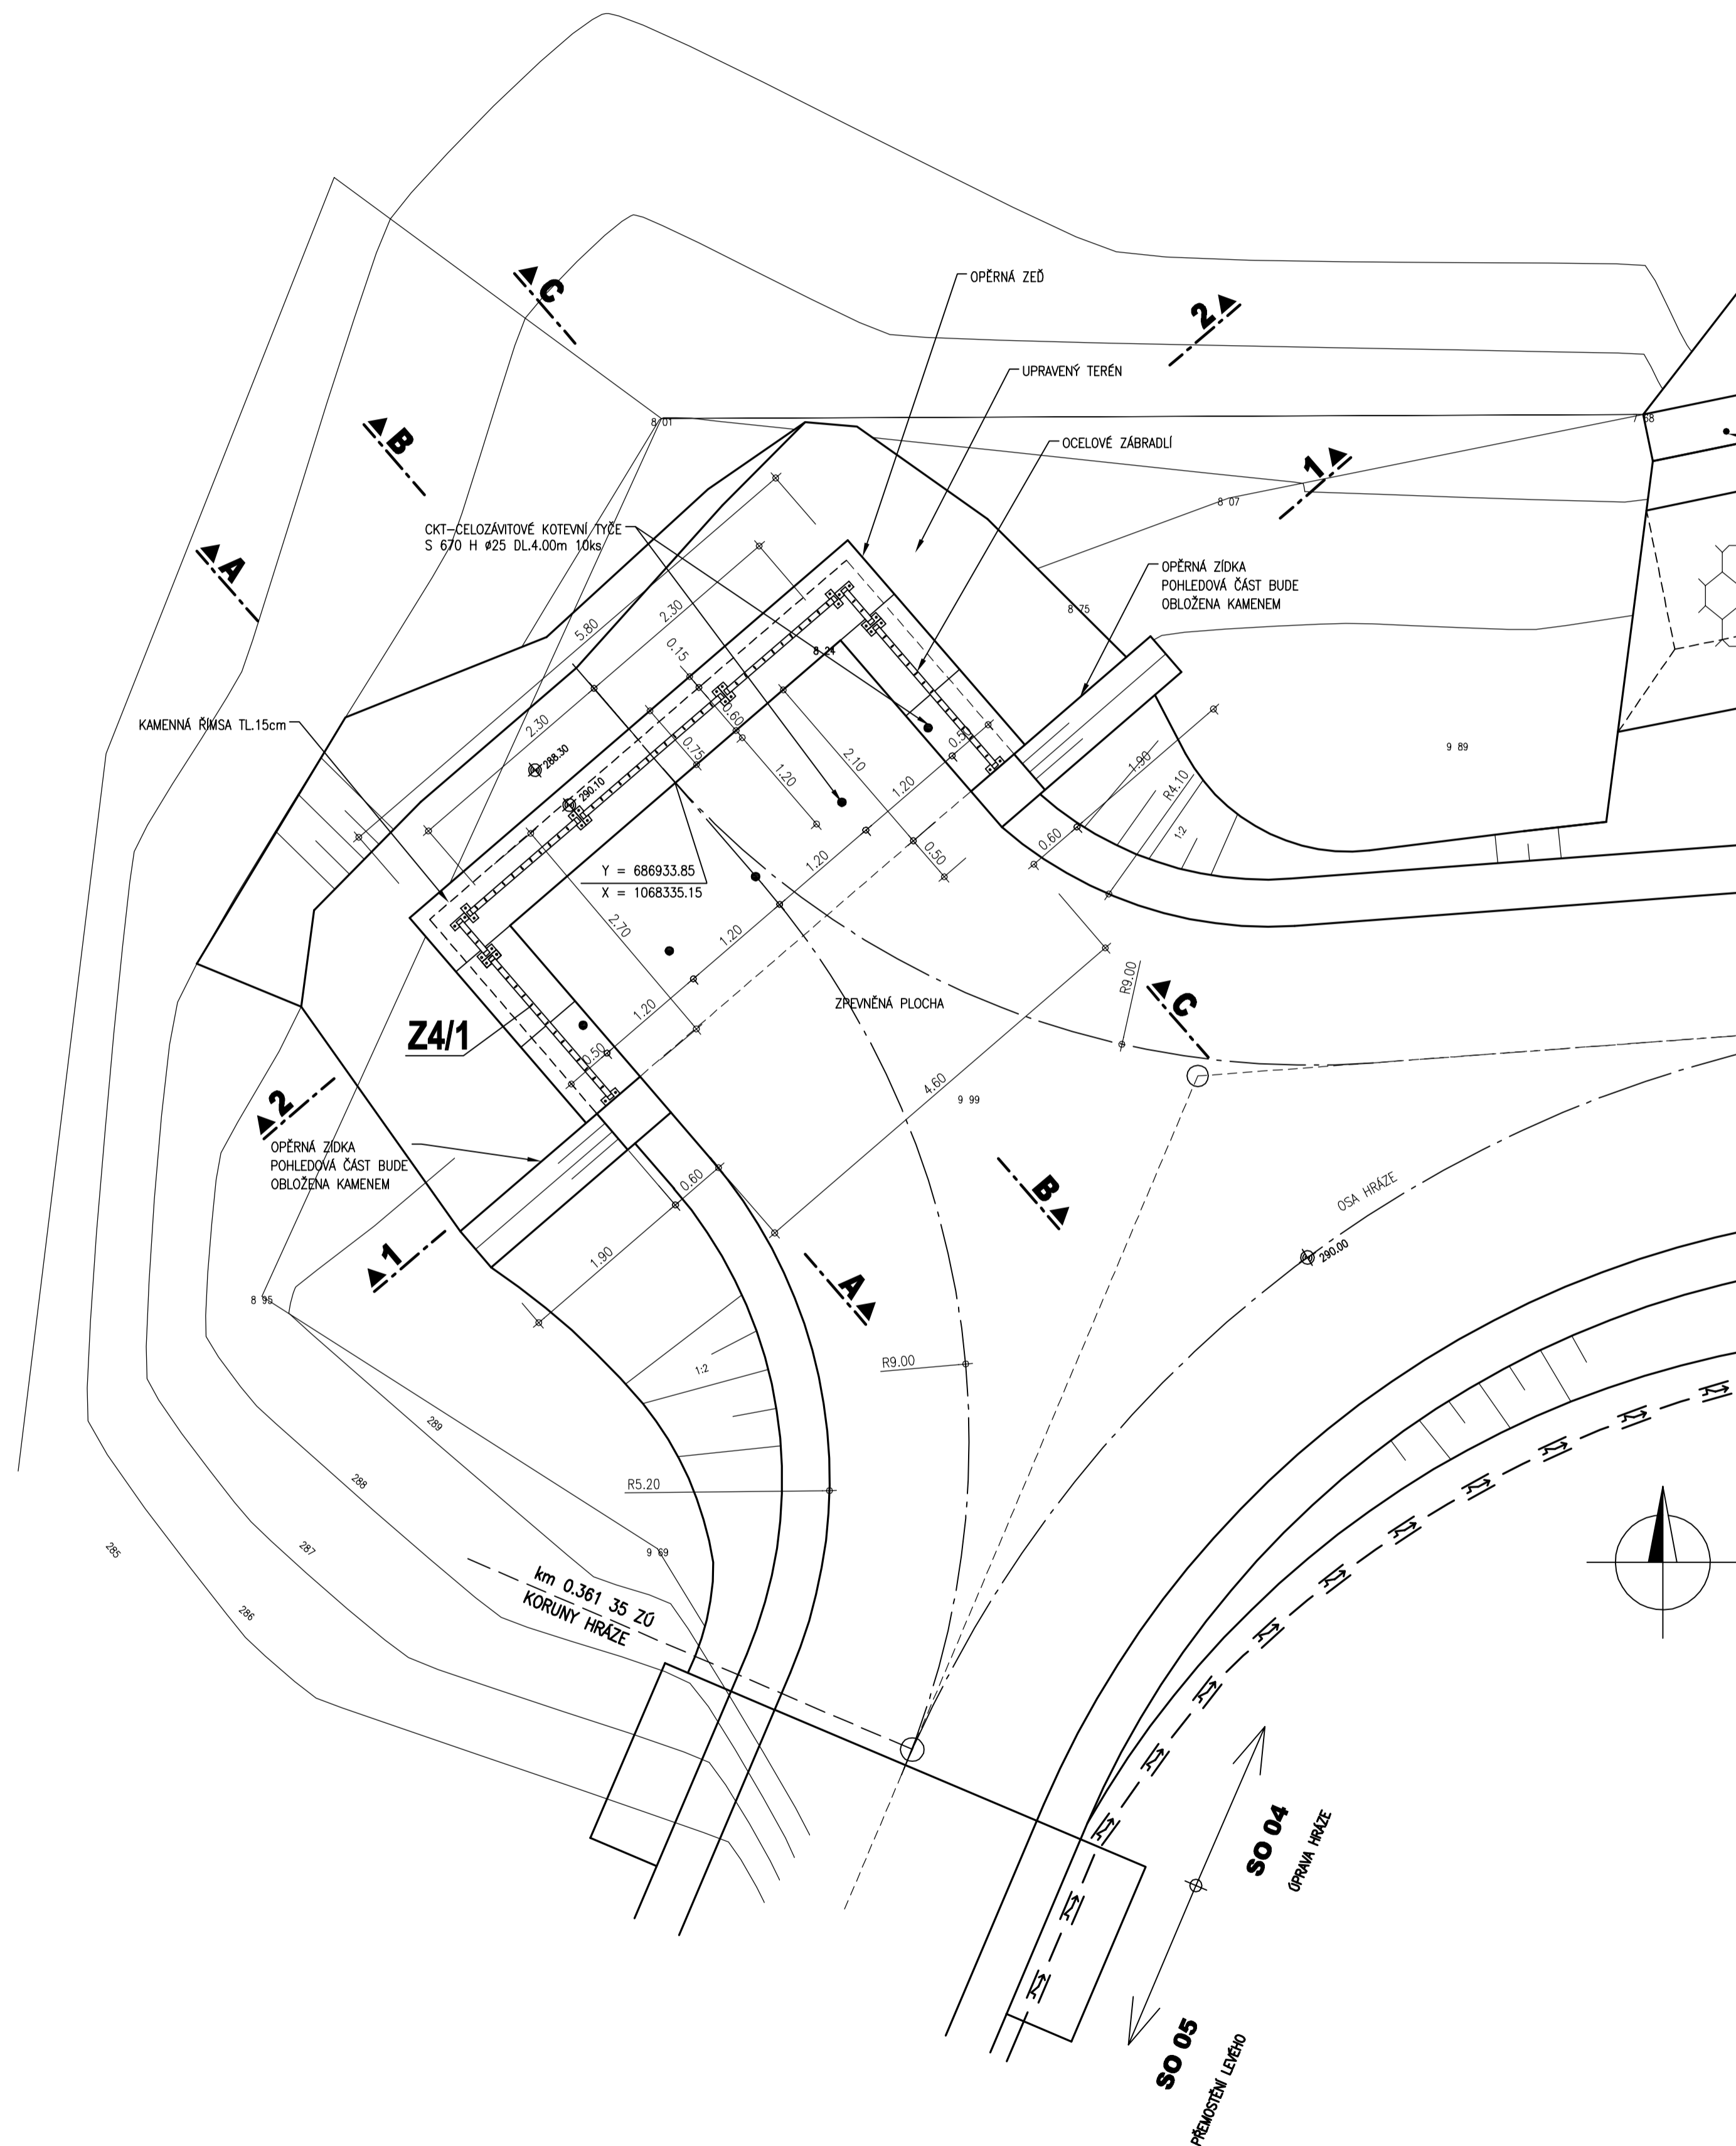 C
OPĚRNÁ ZEĎ
2
UPRAVENÝ TERÉN
B
8 01
7 68
OCELOVÉ ZÁBRADLÍ
1
8 07
CKT-CELOZÁVITOVÉ KOTEVNÍ TYČE
S 670 H ø25 DL.4.00m 10ks
A
OPĚRNÁ ZÍDKA
POHLEDOVÁ ČÁST BUDE
OBLOŽENA KAMENEM
8 75
5.80
2.30
0.15
8 24
KAMENNÁ ŘÍMSA TL.15cm
2.30
0.60
0.75
0.50
2.10
1.90
R4.10
1:2
9 89
288.30
290.10
1.20
1.20
0.60
0.50
1.20
Y = 686933.85
X = 1068335.15
2.70
1.20
1.20
0.50
ZPEVNĚNÁ PLOCHA
R9.00
C
Z4/1
4.60
9 99
2
OPĚRNÁ ZÍDKA
POHLEDOVÁ ČÁST BUDE
OBLOŽENA KAMENEM
0.60
B
OSA HRÁZE
290.00
1
1.90
A
8 95
1:2
R9.00
289
288
R5.20
287
285
286
9 69
km 0.361 35 ZÚ
KORUNY HRÁZE
SO 04
ÚPRAVA HRÁZE
SO 05
PŘEMOSTĚNÍ LEVÉHO